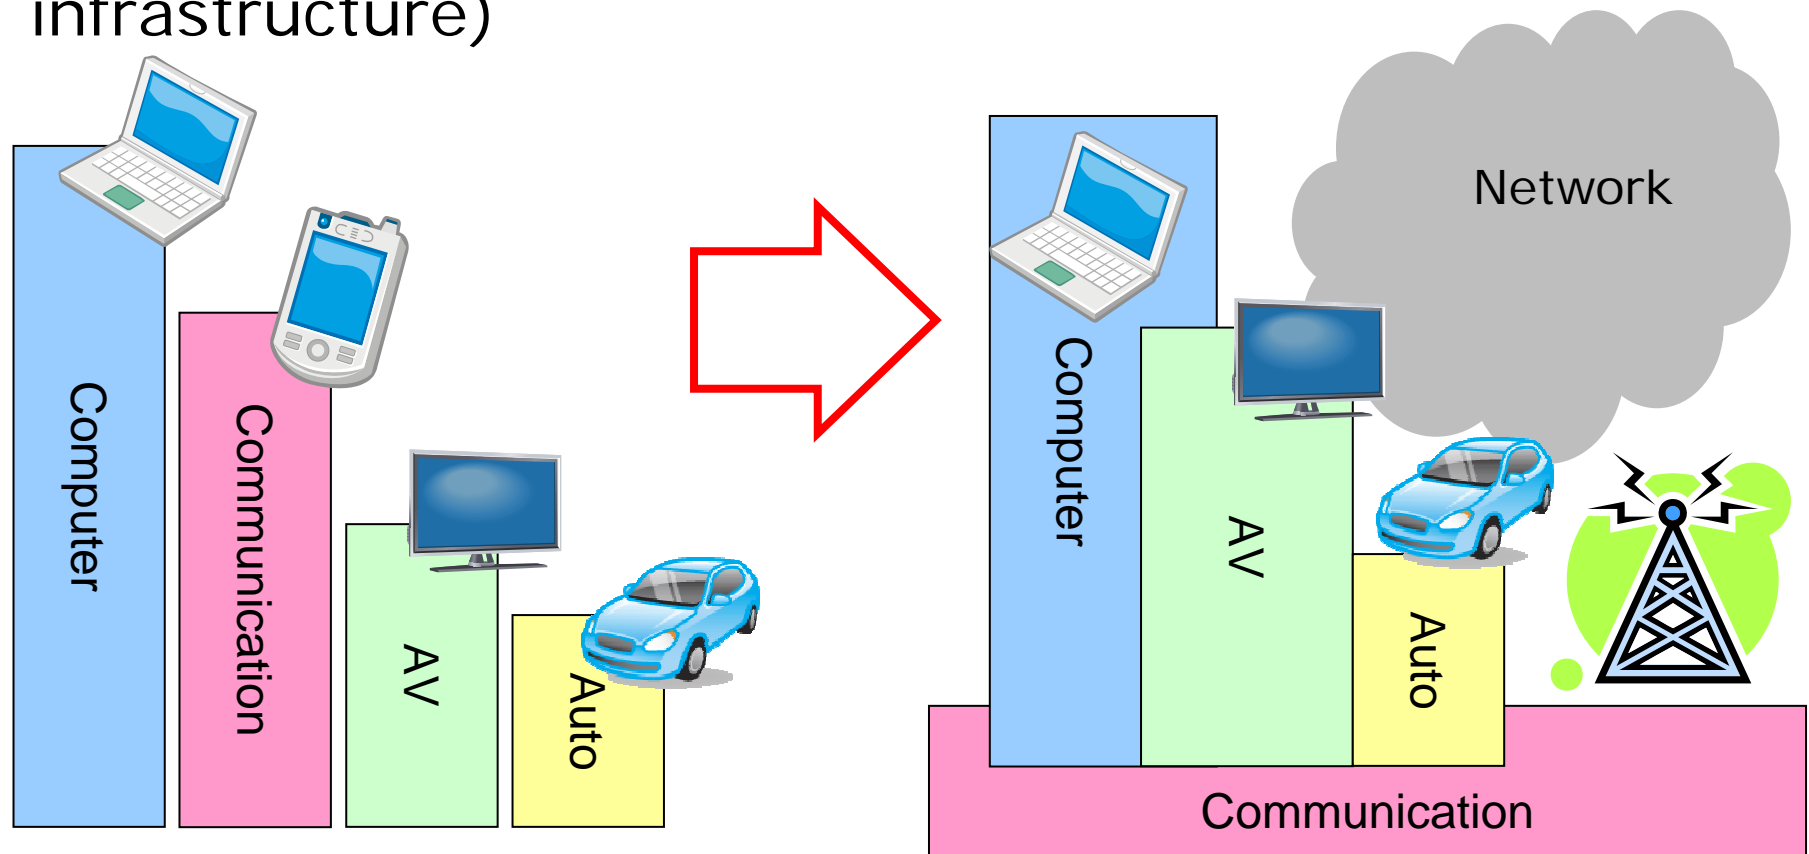 infrastructure)
Computer
Communication
AV
Auto
Network
Computer
AV
Auto
Communication